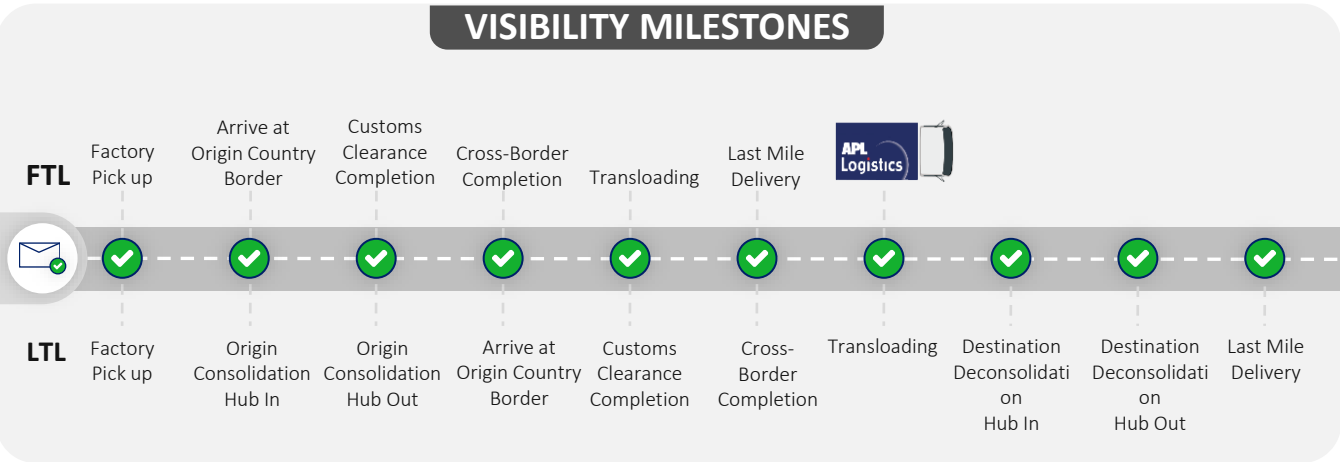 VISIBILITY MILESTONES
FTL
Factory
Pick up
Arrive at
Origin Country
Border
Customs
Clearance
Completion
Cross-Border
Completion
Transloading
Last Mile
Delivery
APL
Logistics
LTL
Factory
Pick up
Origin
Consolidation
Hub In
Origin
Consolidation
Hub Out
Arrive at
Origin Country
Border
Customs
Clearance
Completion
Cross-
Border
Completion
Transloading
Destination
Deconsolidati
on
Hub In
Destination
Deconsolidati
on
Hub Out
Last Mile
Delivery